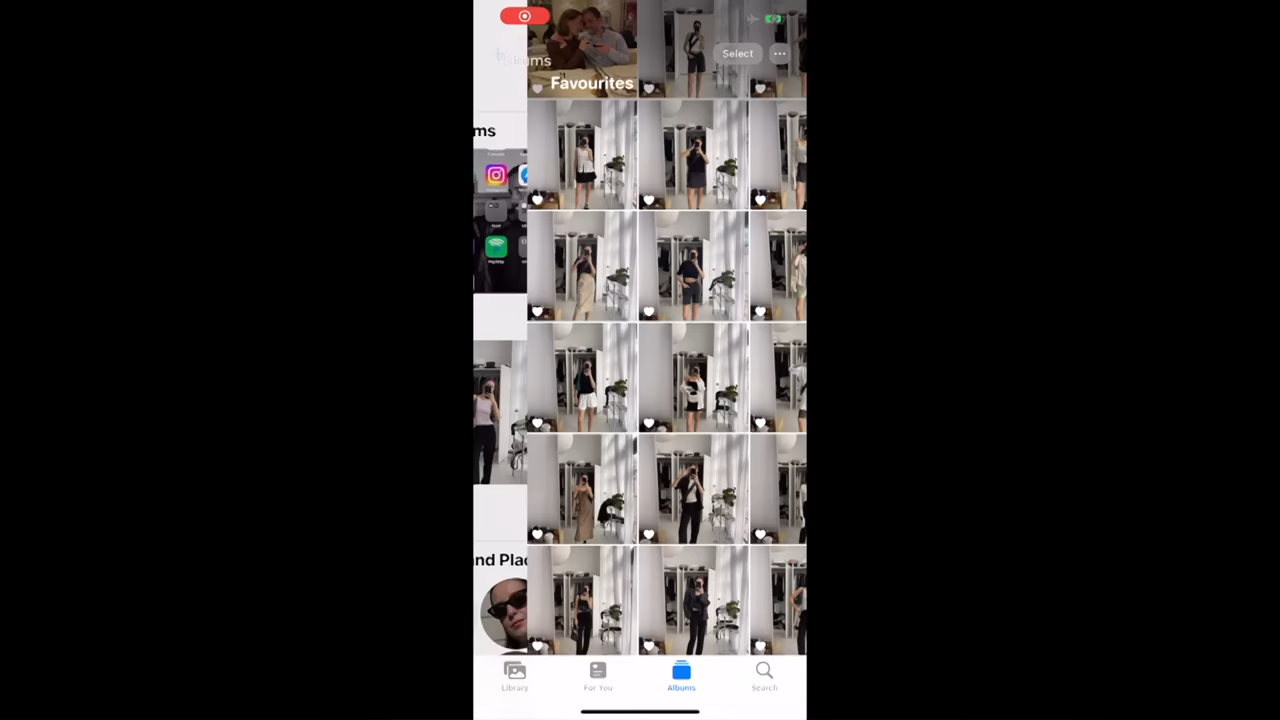 Select
Favourites
ms
nd Plac
Library
For You
Albums
Search